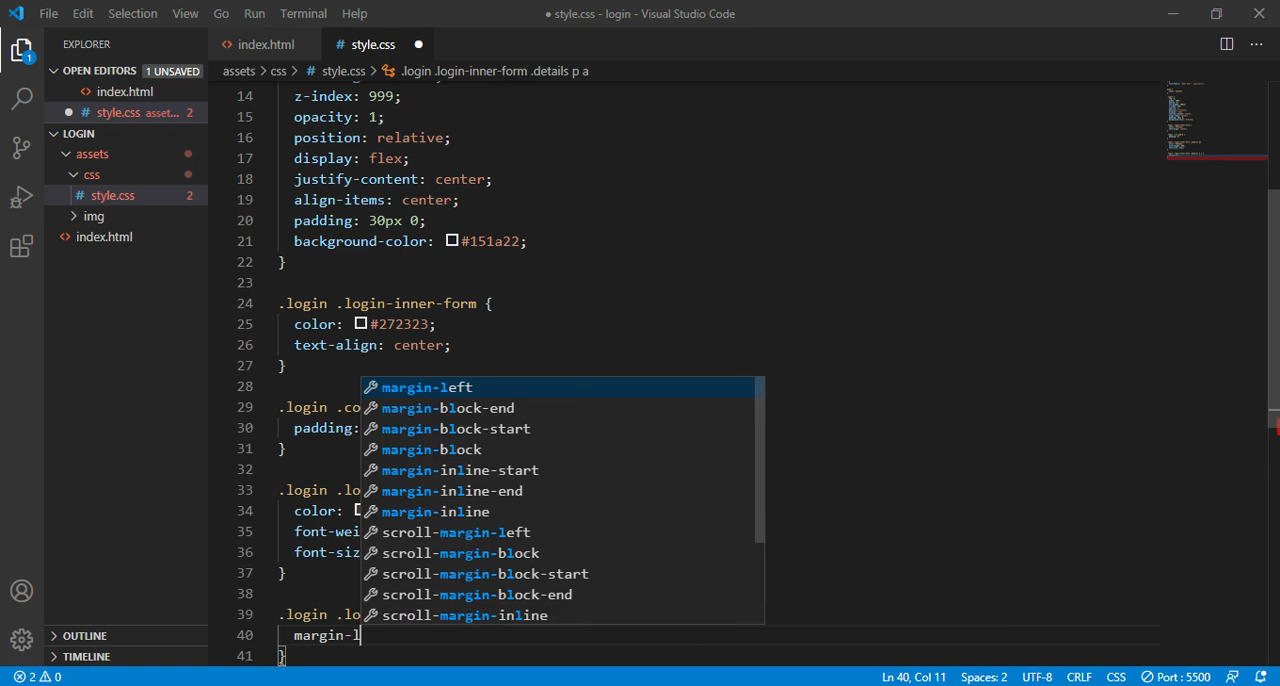 File Edit Selection View Go Run Terminal Help ● style.css - login - Visual Studio Code
EXPLORER
<> index.html # style.css ●
OPEN EDITORS 1 UNSAVED
assets > css > # style.css > .login .login-inner-form .details p a
<> index.html
● # style.css asset... 2
LOGIN
assets
css
# style.css 2
img
<> index.html
14 z-index: 999;
15 opacity: 1;
16 position: relative;
17 display: flex;
18 justify-content: center;
19 align-items: center;
20 padding: 30px 0;
21 background-color: #151a22;
22 }
23
24 .login .login-inner-form {
25 color: #272323;
26 text-align: center;
27 }
28
29 .login .co
30 padding:
31 }
32
33 .login .lo
34 color:
35 font-wei
36 font-siz
37 }
38
39 .login .lo
40 margin-l
41 }
margin-left
margin-block-end
margin-block-start
margin-block
margin-inline-start
margin-inline-end
margin-inline
scroll-margin-left
scroll-margin-block
scroll-margin-block-start
scroll-margin-block-end
scroll-margin-inline
1
OUTLINE
TIMELINE
2 0 Ln 40, Col 11 Spaces: 2 UTF-8 CRLF CSS Port : 5500